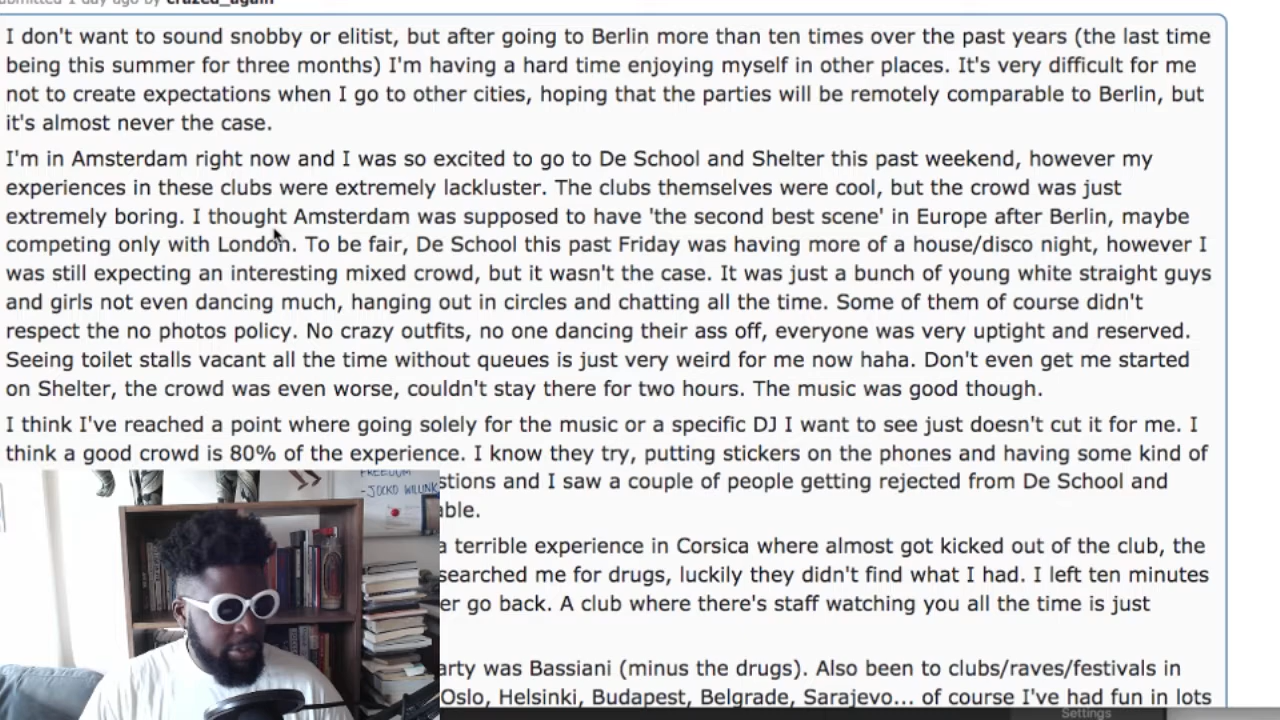 submitted 1 day ago by crazed_again
I don't want to sound snobby or elitist, but after going to Berlin more than ten times over the past years (the last time
being this summer for three months) I'm having a hard time enjoying myself in other places. It's very difficult for me
not to create expectations when I go to other cities, hoping that the parties will be remotely comparable to Berlin, but
it's almost never the case.
I'm in Amsterdam right now and I was so excited to go to De School and Shelter this past weekend, however my
experiences in these clubs were extremely lackluster. The clubs themselves were cool, but the crowd was just
extremely boring. I thought Amsterdam was supposed to have 'the second best scene' in Europe after Berlin, maybe
competing only with London. To be fair, De School this past Friday was having more of a house/disco night, however I
was still expecting an interesting mixed crowd, but it wasn't the case. It was just a bunch of young white straight guys
and girls not even dancing much, hanging out in circles and chatting all the time. Some of them of course didn't
respect the no photos policy. No crazy outfits, no one dancing their ass off, everyone was very uptight and reserved.
Seeing toilet stalls vacant all the time without queues is just very weird for me now haha. Don't even get me started
on Shelter, the crowd was even worse, couldn't stay there for two hours. The music was good though.
I think I've reached a point where going solely for the music or a specific DJ I want to see just doesn't cut it for me. I
think a good crowd is 80% of the experience. I know they try, putting stickers on the phones and having some kind of
stions and I saw a couple of people getting rejected from De School and
able.
a terrible experience in Corsica where almost got kicked out of the club, the
searched me for drugs, luckily they didn't find what I had. I left ten minutes
er go back. A club where there's staff watching you all the time is just
arty was Bassiani (minus the drugs). Also been to clubs/raves/festivals in
Oslo, Helsinki, Budapest, Belgrade, Sarajevo... of course I've had fun in lots
FREEDOM
-JOCKO WILLINK
Settings